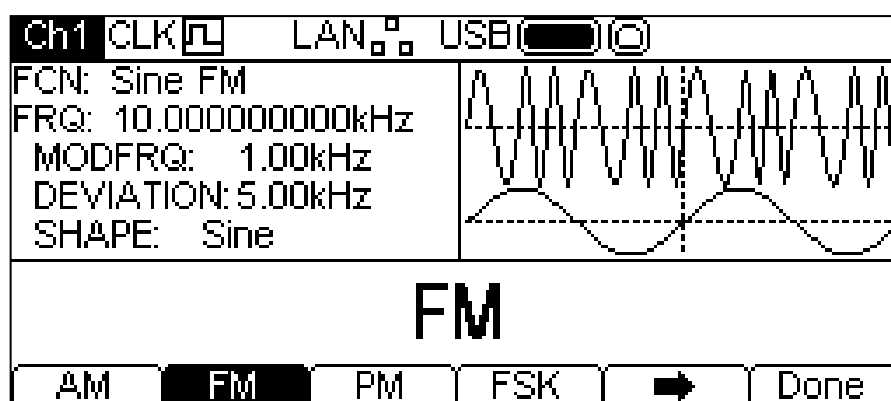 Ch1 CLK LAN USB
FCN: Sine FM
FRQ: 10.000000000kHz
MODFRQ: 1.00kHz
DEVIATION: 5.00kHz
SHAPE: Sine
FM
AM FM PM FSK Done